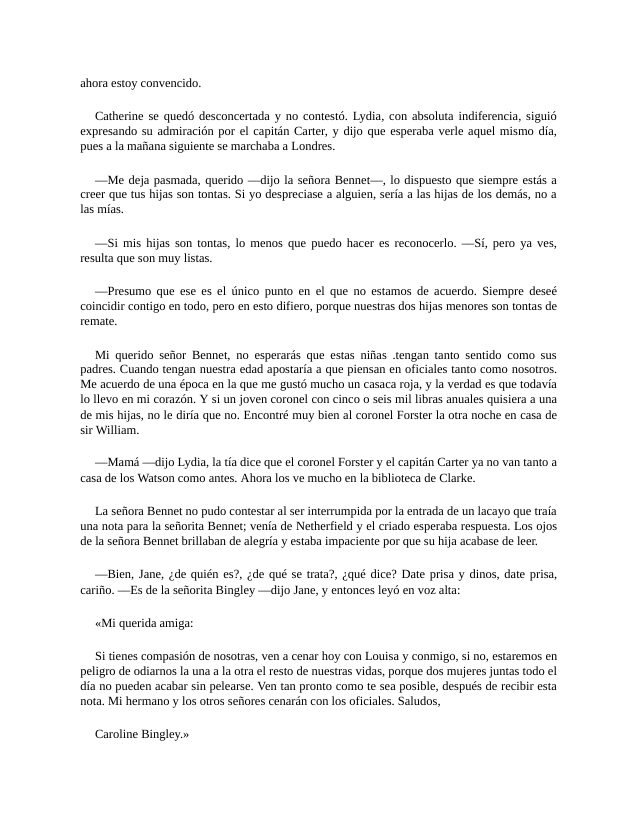 ahora estoy convencido.
Catherine se quedó desconcertada y no contestó. Lydia, con absoluta indiferencia, siguió
expresando su admiración por el capitán Carter, y dijo que esperaba verle aquel mismo día,
pues a la mañana siguiente se marchaba a Londres.
—Me deja pasmada, querido —dijo la señora Bennet—, lo dispuesto que siempre estás a
creer que tus hijas son tontas. Si yo despreciase a alguien, sería a las hijas de los demás, no a
las mías.
—Si mis hijas son tontas, lo menos que puedo hacer es reconocerlo. —Sí, pero ya ves,
resulta que son muy listas.
—Presumo que ese es el único punto en el que no estamos de acuerdo. Siempre deseé
coincidir contigo en todo, pero en esto difiero, porque nuestras dos hijas menores son tontas de
remate.
Mi querido señor Bennet, no esperarás que estas niñas .tengan tanto sentido como sus
padres. Cuando tengan nuestra edad apostaría a que piensan en oficiales tanto como nosotros.
Me acuerdo de una época en la que me gustó mucho un casaca roja, y la verdad es que todavía
lo llevo en mi corazón. Y si un joven coronel con cinco o seis mil libras anuales quisiera a una
de mis hijas, no le diría que no. Encontré muy bien al coronel Forster la otra noche en casa de
sir William.
—Mamá —dijo Lydia, la tía dice que el coronel Forster y el capitán Carter ya no van tanto a
casa de los Watson como antes. Ahora los ve mucho en la biblioteca de Clarke.
La señora Bennet no pudo contestar al ser interrumpida por la entrada de un lacayo que traía
una nota para la señorita Bennet; venía de Netherfield y el criado esperaba respuesta. Los ojos
de la señora Bennet brillaban de alegría y estaba impaciente por que su hija acabase de leer.
—Bien, Jane, ¿de quién es?, ¿de qué se trata?, ¿qué dice? Date prisa y dinos, date prisa,
cariño. —Es de la señorita Bingley —dijo Jane, y entonces leyó en voz alta:
«Mi querida amiga:
Si tienes compasión de nosotras, ven a cenar hoy con Louisa y conmigo, si no, estaremos en
peligro de odiarnos la una a la otra el resto de nuestras vidas, porque dos mujeres juntas todo el
día no pueden acabar sin pelearse. Ven tan pronto como te sea posible, después de recibir esta
nota. Mi hermano y los otros señores cenarán con los oficiales. Saludos,
Caroline Bingley.»